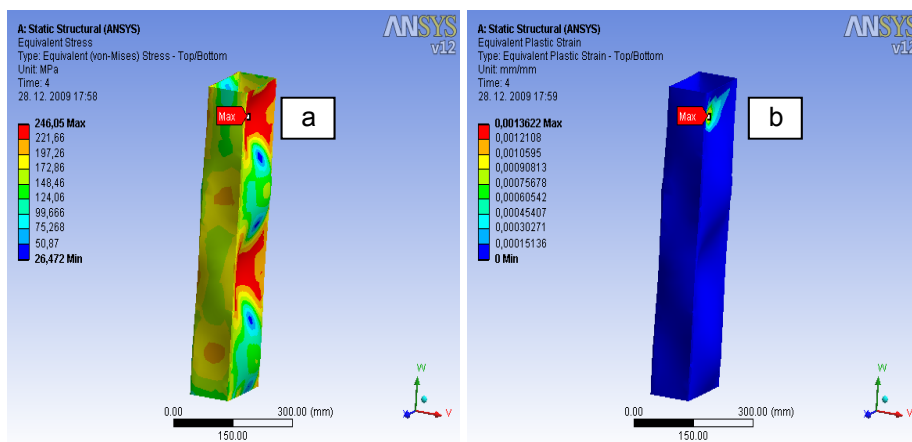 A: Static Structural (ANSYS)
Equivalent Stress
Type: Equivalent (von-Mises) Stress - Top/Bottom
Unit: MPa
Time: 4
28. 12. 2009 17:58
ANSYS
v12
246,05 Max
221,66
197,26
172,86
148,46
124,06
99,666
75,268
50,87
26,472 Min
Max
a
0.00
300.00 (mm)
150.00
W
X
V
A: Static Structural (ANSYS)
Equivalent Plastic Strain
Type: Equivalent Plastic Strain - Top/Bottom
Unit: mm/mm
Time: 4
28. 12. 2009 17:59
ANSYS
v12
0,0013622 Max
0,0012108
0,0010595
0,00090813
0,00075678
0,00060542
0,00045407
0,00030271
0,00015136
0 Min
Max
b
0.00
300.00 (mm)
150.00
W
X
V